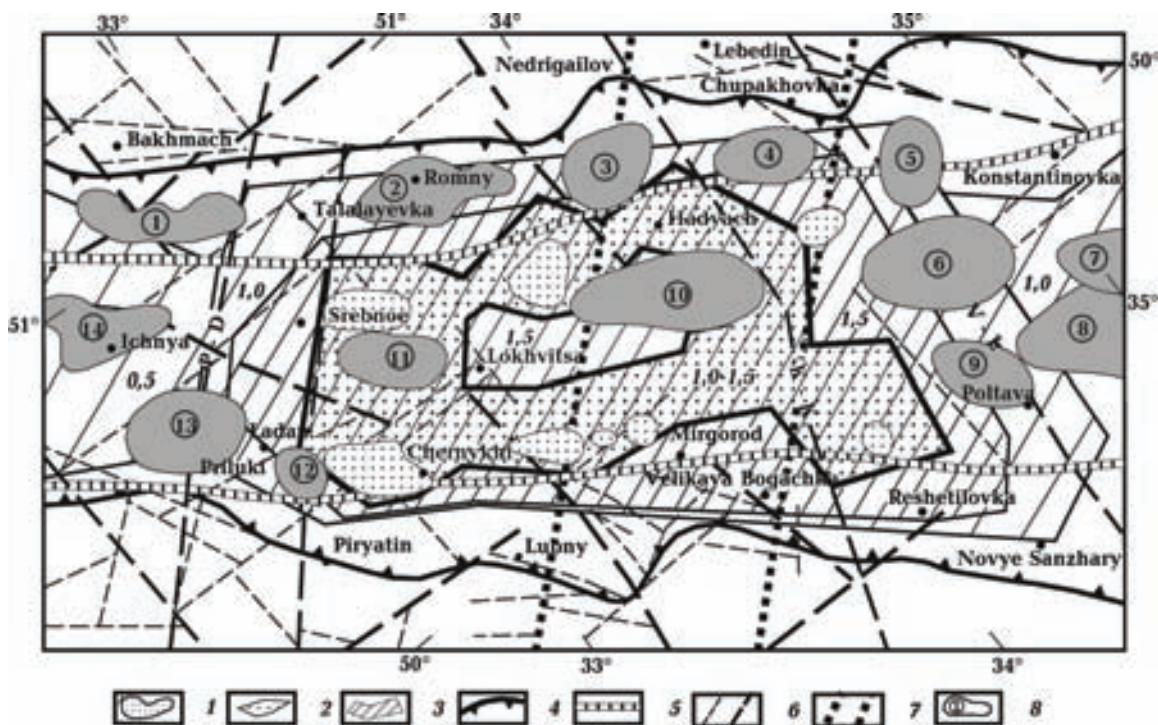 33°
51°
34°
35°
Nedrigailov
Lebedin
50°
Chupakhovka
Bakhmach
3
4
5
2
Romny
Konstantinovka
1
Talalayevka
Hadyach
6
7
1,0
10
1,0
35°
51°
14
Srebnoe
1,5
8
Ichnya
D
11
1,5
Lokhvitsa
9
0,5
1,0-1,5
Poltava
13
Ladan
Mirgorod
Priluki
12
Chernykhi
Velikaya Bogachka
Reshetilovka
Piryatin
Lubny
Novye Sanzhary
50°
33°
34°
1 2 3 4 5 6 7 8